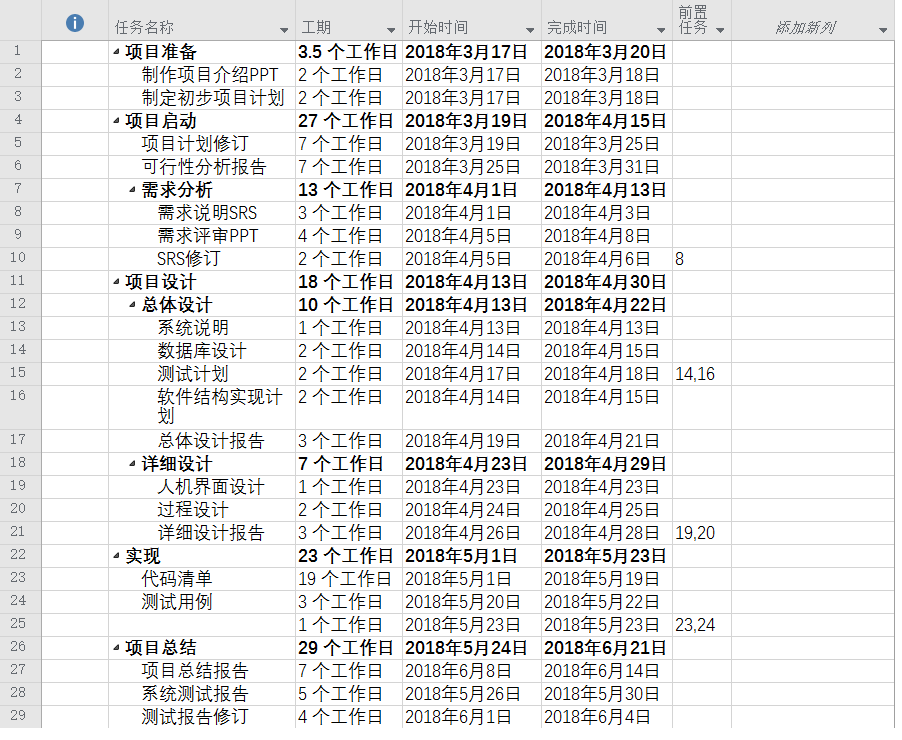 任务名称 工期 开始时间 完成时间 前置任务 添加新列
1 项目准备 3.5 个工作日 2018年3月17日 2018年3月20日
2 制作项目介绍PPT 2 个工作日 2018年3月17日 2018年3月18日
3 制定初步项目计划 2 个工作日 2018年3月17日 2018年3月18日
4 项目启动 27 个工作日 2018年3月19日 2018年4月15日
5 项目计划修订 7 个工作日 2018年3月19日 2018年3月25日
6 可行性分析报告 7 个工作日 2018年3月25日 2018年3月31日
7 需求分析 13 个工作日 2018年4月1日 2018年4月13日
8 需求说明SRS 3 个工作日 2018年4月1日 2018年4月3日
9 需求评审PPT 4 个工作日 2018年4月5日 2018年4月8日
10 SRS修订 2 个工作日 2018年4月5日 2018年4月6日 8
11 项目设计 18 个工作日 2018年4月13日 2018年4月30日
12 总体设计 10 个工作日 2018年4月13日 2018年4月22日
13 系统说明 1 个工作日 2018年4月13日 2018年4月13日
14 数据库设计 2 个工作日 2018年4月14日 2018年4月15日
15 测试计划 2 个工作日 2018年4月17日 2018年4月18日 14,16
16 软件结构实现计划 2 个工作日 2018年4月14日 2018年4月15日
17 总体设计报告 3 个工作日 2018年4月19日 2018年4月21日
18 详细设计 7 个工作日 2018年4月23日 2018年4月29日
19 人机界面设计 1 个工作日 2018年4月23日 2018年4月23日
20 过程设计 2 个工作日 2018年4月24日 2018年4月25日
21 详细设计报告 3 个工作日 2018年4月26日 2018年4月28日 19,20
22 实现 23 个工作日 2018年5月1日 2018年5月23日
23 代码清单 19 个工作日 2018年5月1日 2018年5月19日
24 测试用例 3 个工作日 2018年5月20日 2018年5月22日
25 1 个工作日 2018年5月23日 2018年5月23日 23,24
26 项目总结 29 个工作日 2018年5月24日 2018年6月21日
27 项目总结报告 7 个工作日 2018年6月8日 2018年6月14日
28 系统测试报告 5 个工作日 2018年5月26日 2018年5月30日
29 测试报告修订 4 个工作日 2018年6月1日 2018年6月4日